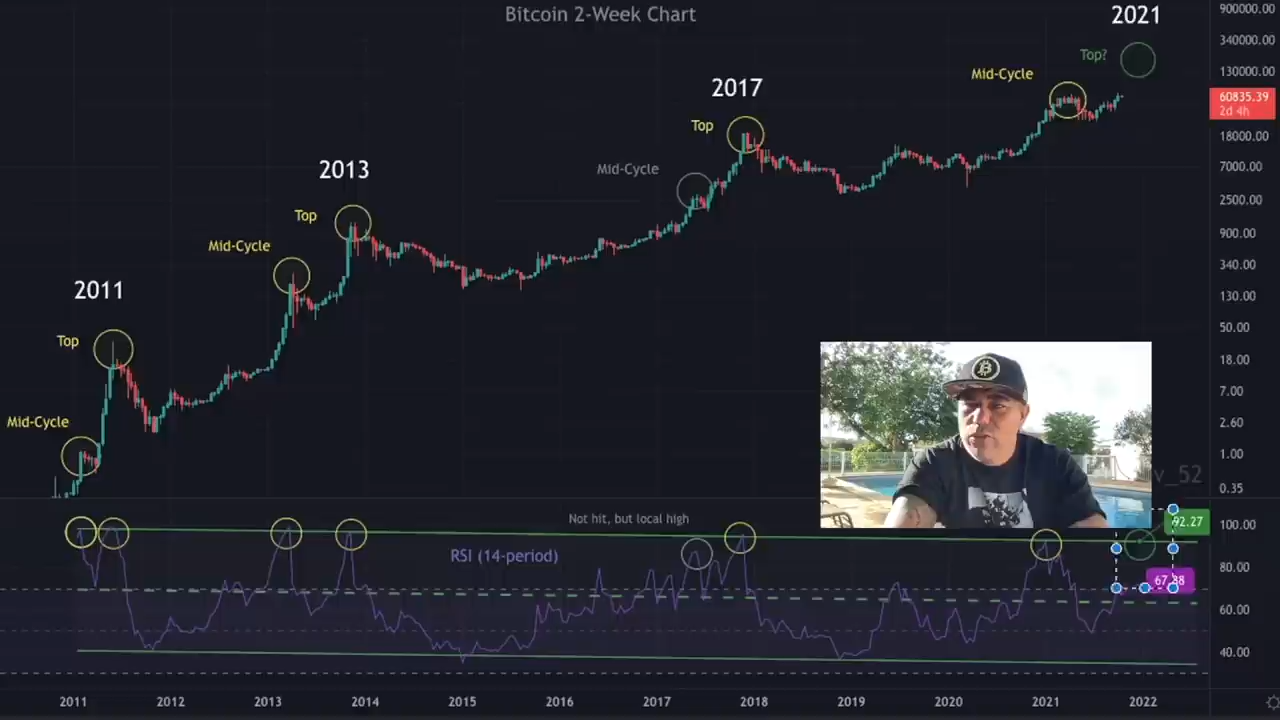 Bitcoin 2-Week Chart
2021
Top?
Mid-Cycle
2017
Top
Mid-Cycle
2013
Top
Mid-Cycle
2011
Top
Mid-Cycle
900000.00
340000.00
130000.00
60835.39
2d 4h
18000.00
7000.00
2500.00
900.00
340.00
130.00
50.00
18.00
7.00
2.60
1.00
0.35
v_52
Not hit, but local high
RSI (14-period)
100.00
92.27
80.00
67.88
60.00
40.00
2011 2012 2013 2014 2015 2016 2017 2018 2019 2020 2021 2022